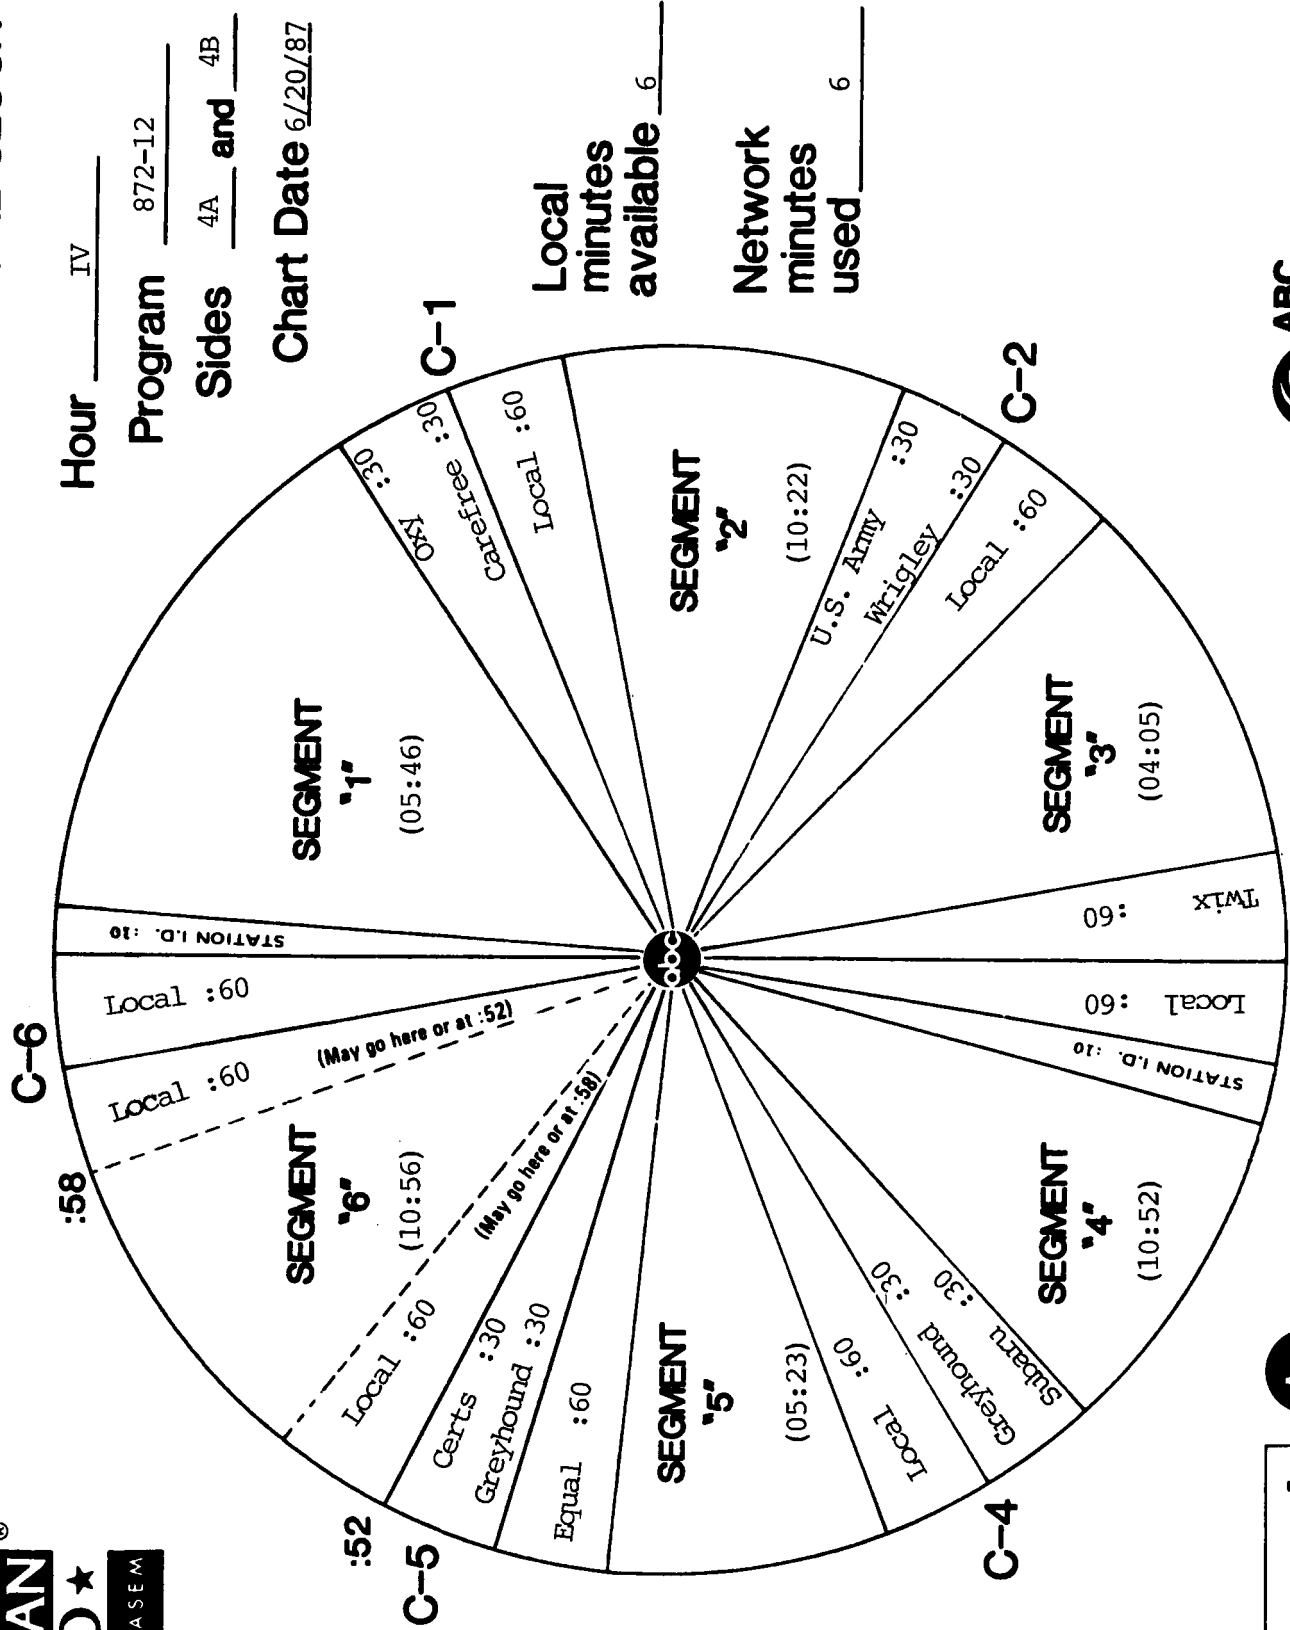 Hour IV
Program 872-12
Sides 4A and 4B
Chart Date 6/20/87
Local
minutes
available 6
Network
minutes
used 6
SEGMENT
"1"
(05:46)
Oxy :30
Carefree :30
C-1
Local :60
SEGMENT
"2"
(10:22)
U.S. Army :30
Wrigley :30
C-2
Local :60
SEGMENT
"3"
(04:05)
Twix :60
Local :60
STATION I.D. :10
SEGMENT
"4"
(10:52)
Subaru :30
Greyhound :30
C-4
Local :60
SEGMENT
"5"
(05:23)
Equal :60
C-5
Greyhound :30
Certs :30
:52
Local :60
(May go here or at :58)
SEGMENT
"6"
(10:56)
:58
(May go here or at :52)
Local :60
C-6
Local :60
STATION I.D. :10
abc
ABC
AN
®
ASEM